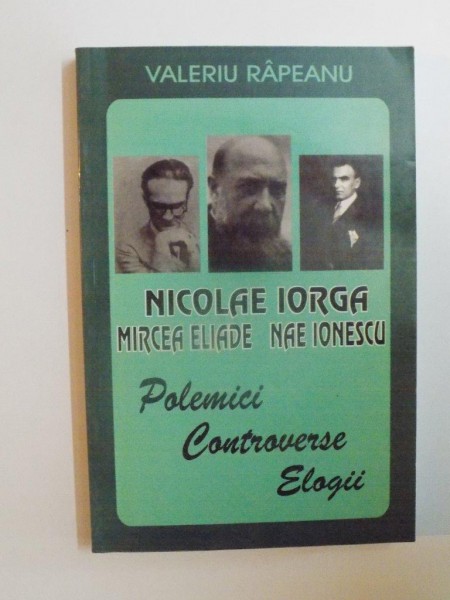 VALERIU RÂPEANU
NICOLAE IORGA
MIRCEA ELIADE NAE IONESCU
Polemici
Controverse
Elogii